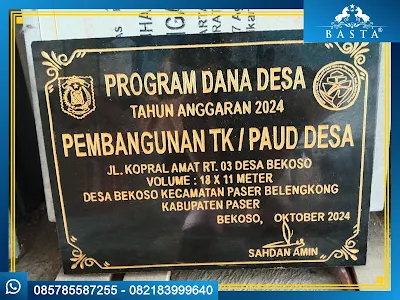 BASTA
PROGRAM DANA DESA
TAHUN ANGGARAN 2024
PEMBANGUNAN TK / PAUD DESA
JL. KOPRAL AMAT RT. 03 DESA BEKOSO
VOLUME : 18 X 11 METER
DESA BEKOSO KECAMATAN PASER BELENGKONG
KABUPATEN PASER
BEKOSO, OKTOBER 2024
SAHDAN AMIN
085785587255 - 082183999640